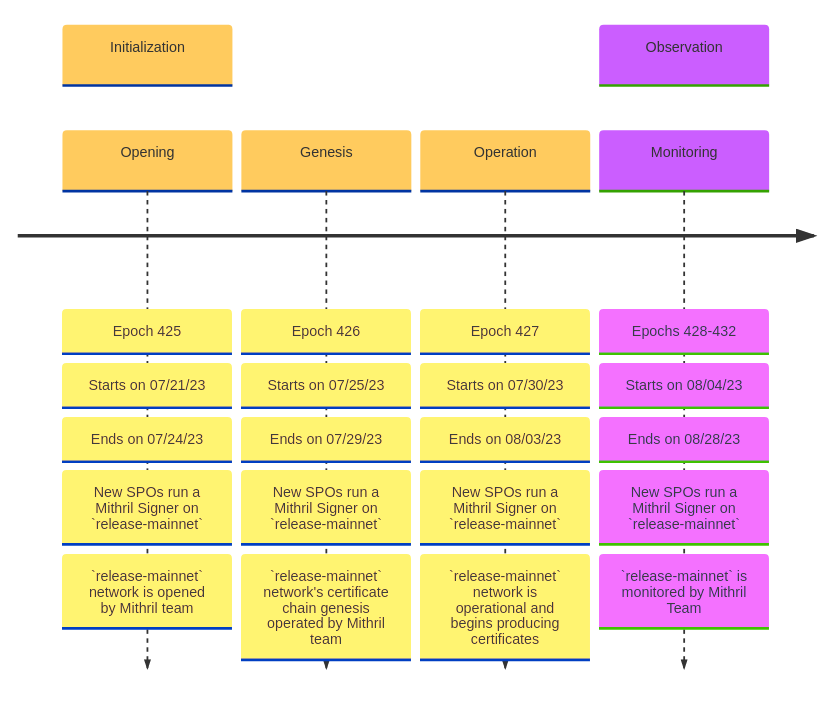 Initialization
Observation
Opening
Genesis
Operation
Monitoring
Epoch 425
Starts on 07/21/23
Ends on 07/24/23
New SPOs run a
Mithril Signer on
`release-mainnet`
`release-mainnet`
network is opened
by Mithril team
Epoch 426
Starts on 07/25/23
Ends on 07/29/23
New SPOs run a
Mithril Signer on
`release-mainnet`
`release-mainnet`
network's certificate
chain genesis
operated by Mithril
team
Epoch 427
Starts on 07/30/23
Ends on 08/03/23
New SPOs run a
Mithril Signer on
`release-mainnet`
`release-mainnet`
network is
operational and
begins producing
certificates
Epochs 428-432
Starts on 08/04/23
Ends on 08/28/23
New SPOs run a
Mithril Signer on
`release-mainnet`
`release-mainnet` is
monitored by Mithril
Team